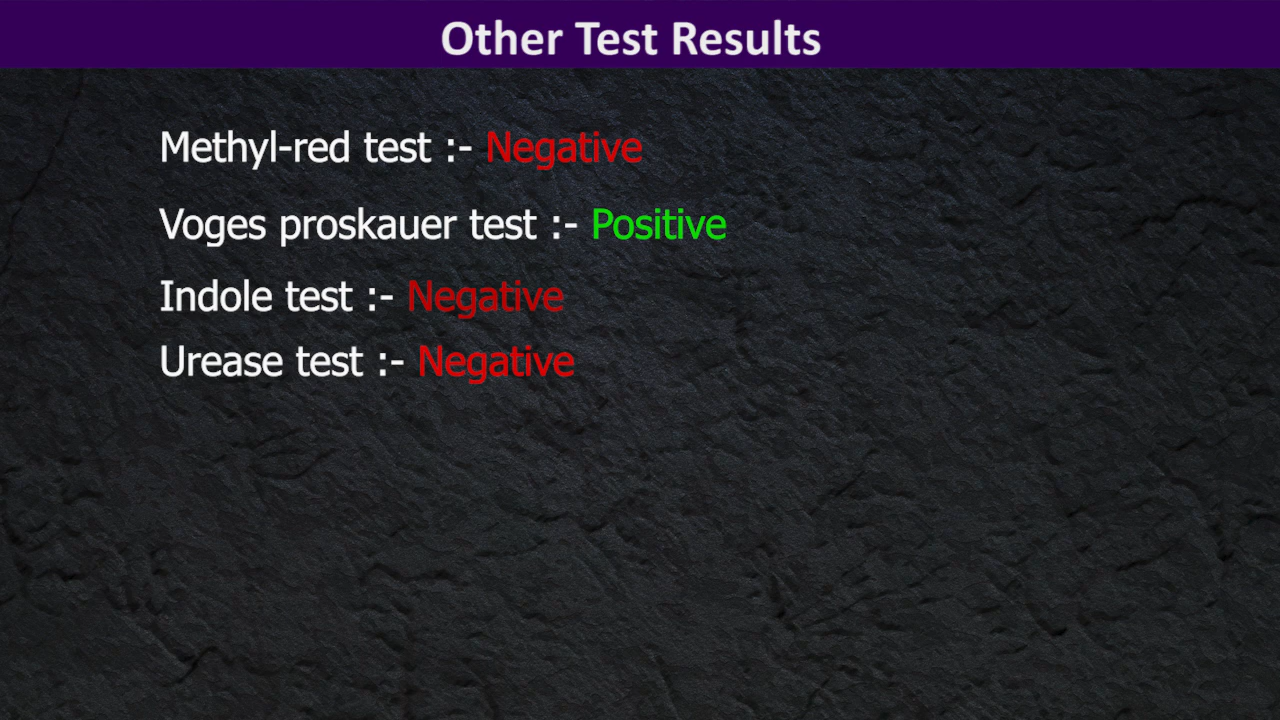 Other Test Results
Methyl-red test :- Negative
Voges proskauer test :- Positive
Indole test :- Negative
Urease test :- Negative